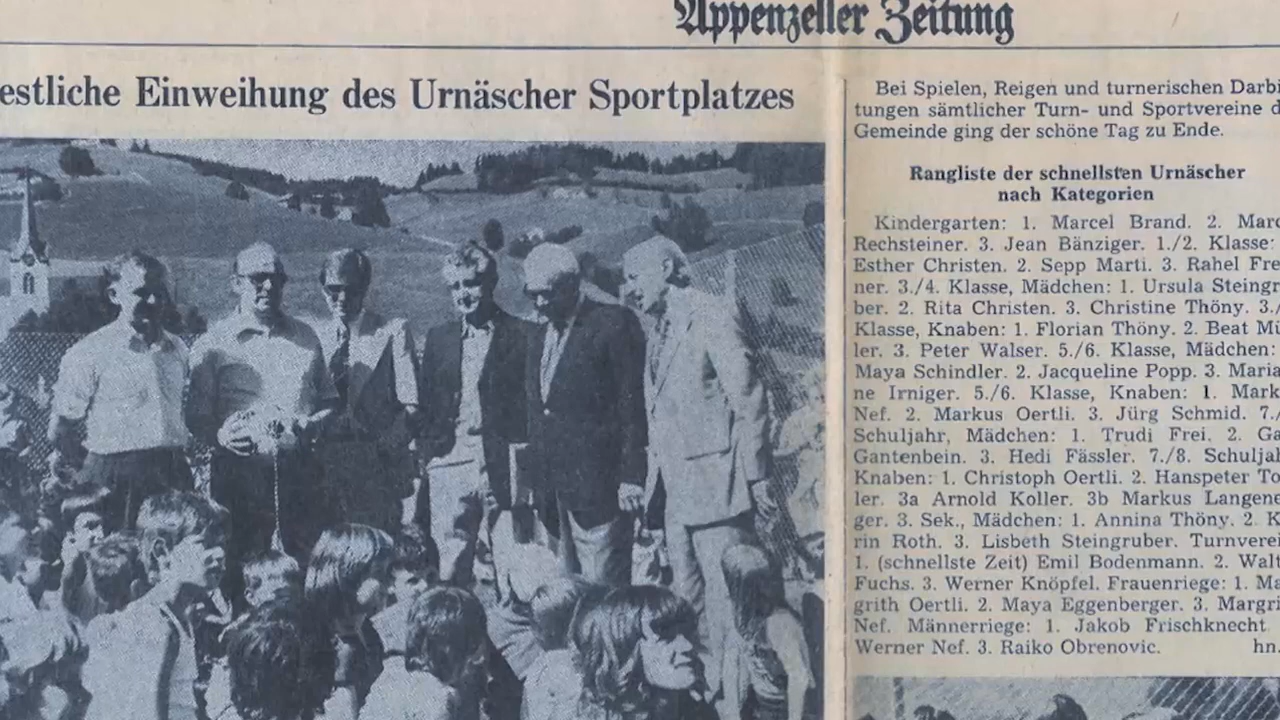 Appenzeller Zeitung
estliche Einweihung des Urnäscher Sportplatzes
Bei Spielen, Reigen und turnerischen Darbi
tungen sämtlicher Turn- und Sportvereine d
Gemeinde ging der schöne Tag zu Ende.
Rangliste der schnellsten Urnäscher
nach Kategorien
Kindergarten: 1. Marcel Brand. 2. Marc
Rechsteiner. 3. Jean Bänziger. 1./2. Klasse:
Esther Christen. 2. Sepp Marti. 3. Rahel Fre
ner. 3./4. Klasse, Mädchen: 1. Ursula Steingr
ber. 2. Rita Christen. 3. Christine Thöny. 3./
Klasse, Knaben: 1. Florian Thöny. 2. Beat Mü
ler. 3. Peter Walser. 5./6. Klasse, Mädchen:
Maya Schindler. 2. Jacqueline Popp. 3. Maria
ne Irniger. 5./6. Klasse, Knaben: 1. Mark
Nef. 2. Markus Oertli. 3. Jürg Schmid. 7./
Schuljahr, Mädchen: 1. Trudi Frei. 2. Ga
Gantenbein. 3. Hedi Fässler. 7./8. Schuljah
Knaben: 1. Christoph Oertli. 2. Hanspeter To
ler. 3a Arnold Koller. 3b Markus Langene
ger. 3. Sek., Mädchen: 1. Annina Thöny. 2. K
rin Roth. 3. Lisbeth Steingruber. Turnverei
1. (schnellste Zeit) Emil Bodenmann. 2. Walt
Fuchs. 3. Werner Knöpfel. Frauenriege: 1. Ma
grith Oertli. 2. Maya Eggenberger. 3. Margri
Nef. Männerriege: 1. Jakob Frischknecht
Werner Nef. 3. Raiko Obrenovic. hn.